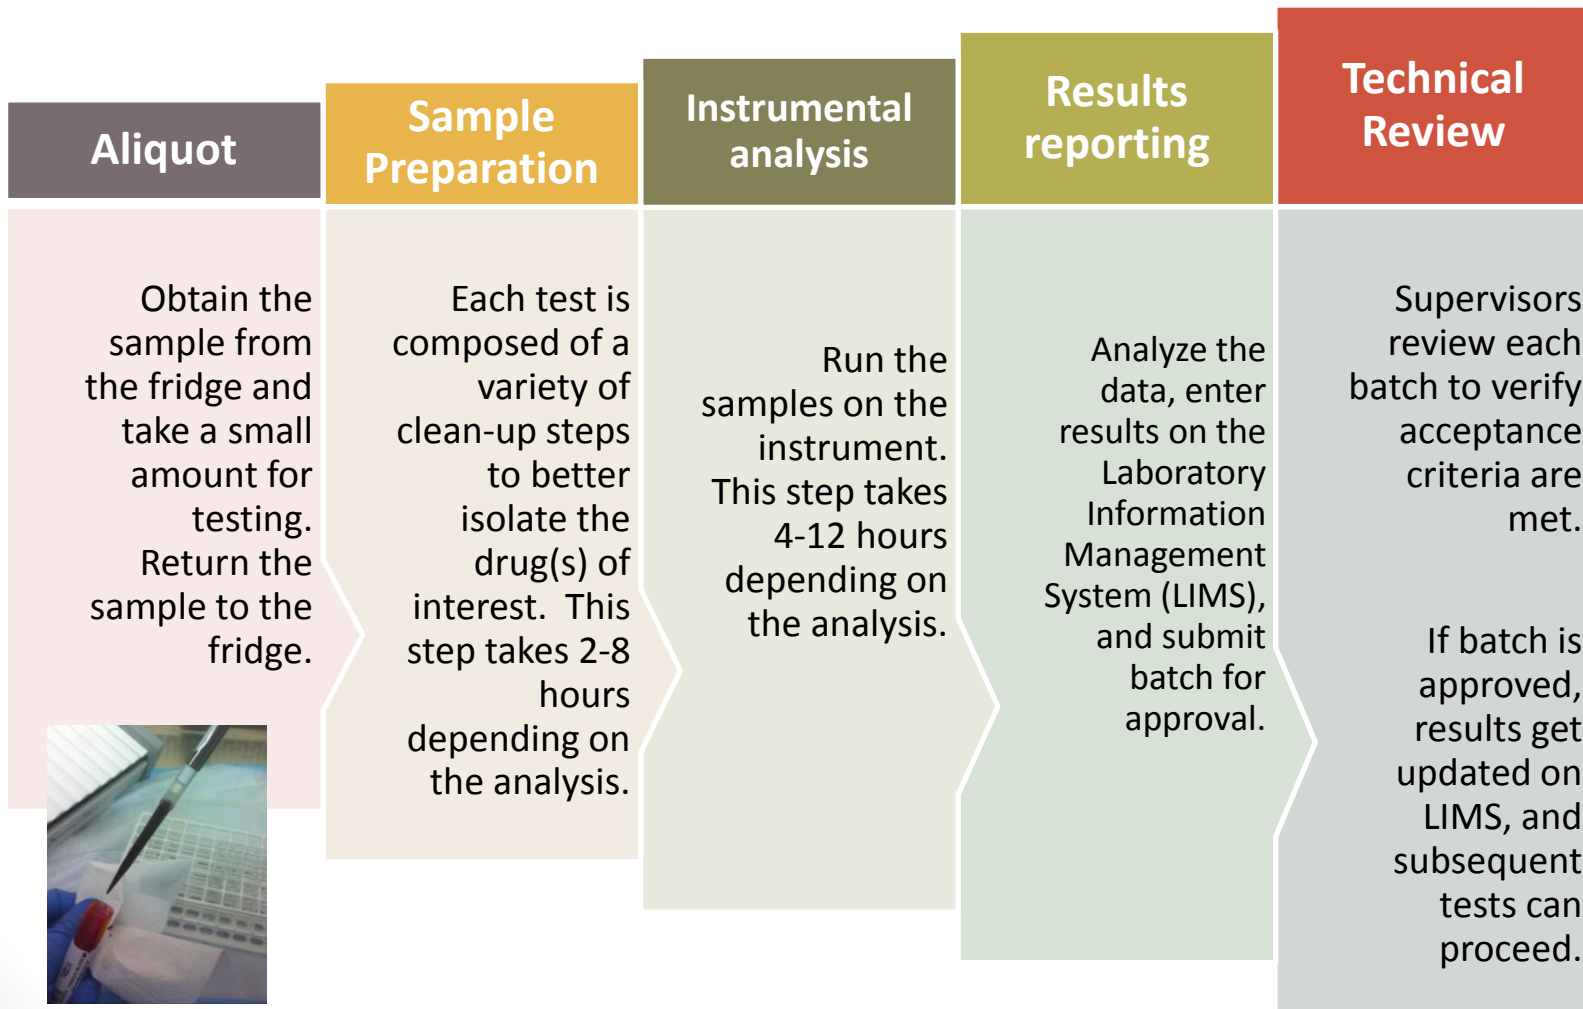 Aliquot
Obtain the
sample from
the fridge and
take a small
amount for
testing.
Return the
sample to the
fridge.
Sample
Preparation
Each test is
composed of a
variety of
clean-up steps
to better
isolate the
drug(s) of
interest.  This
step takes 2-8
hours
depending on
the analysis.
Instrumental
analysis
Run the
samples on the
instrument.
This step takes
4-12 hours
depending on
the analysis.
Results
reporting
Analyze the
data, enter
results on the
Laboratory
Information
Management
System (LIMS),
and submit
batch for
approval.
Technical
Review
Supervisors
review each
batch to verify
acceptance
criteria are
met.
If batch is
approved,
results get
updated on
LIMS, and
subsequent
tests can
proceed.